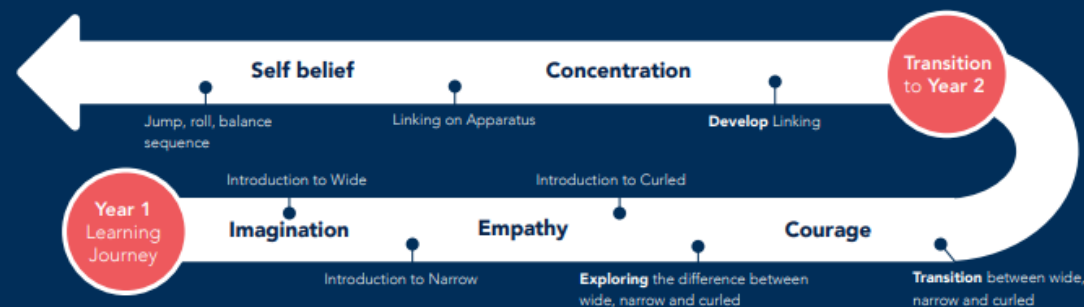 Self belief
Concentration
Transition
to Year 2
Jump, roll, balance
sequence
Linking on Apparatus
Develop Linking
Introduction to Wide
Introduction to Curled
Year 1
Learning
Journey
Imagination
Empathy
Courage
Introduction to Narrow
Exploring the difference between
wide, narrow and curled
Transition between wide,
narrow and curled